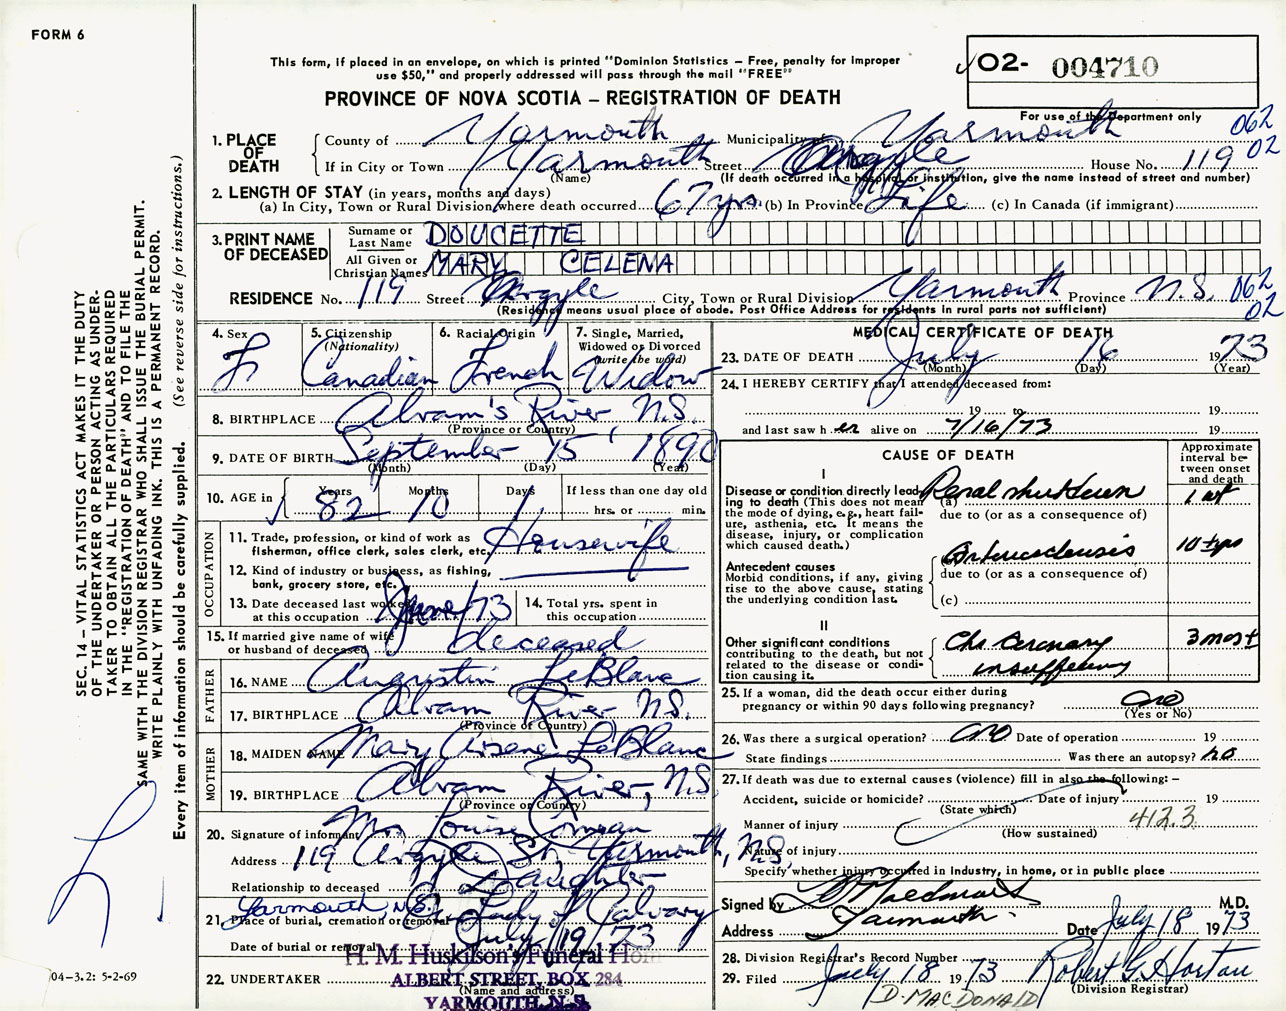 FORM 6
This form, if placed in an envelope, on which is printed "Dominion Statistics – Free, penalty for improper
use $50," and properly addressed will pass through the mail "FREE"
PROVINCE OF NOVA SCOTIA – REGISTRATION OF DEATH
O2- 004710
For use of the Department only
062
02
1. PLACE OF DEATH
County of Yarmouth Municipality of Yarmouth
If in City or Town Yarmouth Street Argyle House No. 119
(Name) (If death occurred in a hospital or institution, give the name instead of street and number)
2. LENGTH OF STAY (in years, months and days)
(a) In City, Town or Rural Division where death occurred 67 yrs. (b) In Province Life (c) In Canada (if immigrant)
3. PRINT NAME OF DECEASED
Surname or Last Name DOUCETTE
All Given or Christian Names MARY CELENA
RESIDENCE No. 119 Street Argyle City, Town or Rural Division Yarmouth Province N.S. 062
02
(Residence means usual place of abode. Post Office Address for residents in rural parts not sufficient)
4. Sex F
5. Citizenship (Nationality) Canadian
6. Racial Origin French
7. Single, Married, Widowed or Divorced (write the word) Widow
8. BIRTHPLACE Alvam's River N.S.
(Province or Country)
9. DATE OF BIRTH September 15 1890
(Month) (Day) (Year)
10. AGE in Years 82 Months 10 Days 1 If less than one day old
hrs. or min.
OCCUPATION
11. Trade, profession, or kind of work as
fisherman, office clerk, sales clerk, etc. Housewife
12. Kind of industry or business, as fishing,
bank, grocery store, etc.
13. Date deceased last worked
at this occupation June/73
14. Total yrs. spent in
this occupation
15. If married give name of wife
or husband of deceased deceased
FATHER
16. NAME Augustin LeBlanc
17. BIRTHPLACE Alvam River N.S.
(Province or Country)
MOTHER
18. MAIDEN NAME Mary Arsene LeBlanc
19. BIRTHPLACE Alvam River, N.S.
(Province or Country)
20. Signature of informant Mrs Louise Comeau
Address 119 Argyle St. Yarmouth, N.S.
Relationship to deceased Daughter
Yarmouth N.S.
21. Place of burial, cremation or removal Lady of Calvary
Date of burial or removal July/19/73
22. UNDERTAKER
H. M. Huskilson's Funeral Home
ALBERT STREET, BOX 284
(Name and address)
YARMOUTH, N.S.
MEDICAL CERTIFICATE OF DEATH
23. DATE OF DEATH July 16 1973
(Month) (Day) (Year)
24. I HEREBY CERTIFY that I attended deceased from:
19 to 19
and last saw h er alive on 7/16/73 19
CAUSE OF DEATH
Approximate interval between onset and death
I
Disease or condition directly leading
to death (This does not mean
the mode of dying, e.g., heart failure,
asthenia, etc. It means the
disease, injury, or complication
which caused death.)
(a) Renal shutdown 1 wk
due to (or as a consequence of)
Arteriosclerosis 10 ± yrs
due to (or as a consequence of)
Antecedent causes
Morbid conditions, if any, giving
rise to the above cause, stating
the underlying condition last.
(c)
II
Other significant conditions
contributing to the death, but not
related to the disease or condition
causing it.
Chr Coronary insufficiency 3 mos ±
25. If a woman, did the death occur either during
pregnancy or within 90 days following pregnancy? no
(Yes or No)
26. Was there a surgical operation? no Date of operation 19
State findings Was there an autopsy? no
27. If death was due to external causes (violence) fill in also the following: –
Accident, suicide or homicide? Date of injury 19
(State which)
Manner of injury 412.3
(How sustained)
Nature of injury
Specify whether injury occurred in Industry, in home, or in public place
Signed by M.D.
Address Yarmouth Date July 18 1973
28. Division Registrar's Record Number
29. Filed July 18 1973 Robert G. Horton
(Division Registrar)
D. MACDONALD
SEC. 14 – VITAL STATISTICS ACT MAKES IT THE DUTY
OF THE UNDERTAKER OR PERSON ACTING AS UNDER-
TAKER TO OBTAIN ALL THE PARTICULARS REQUIRED
IN THE "REGISTRATION OF DEATH" AND TO FILE THE
SAME WITH THE DIVISION REGISTRAR WHO SHALL ISSUE THE BURIAL PERMIT.
WRITE PLAINLY WITH UNFADING INK. THIS IS A PERMANENT RECORD.
Every item of information should be carefully supplied. (See reverse side for instructions.)
04–3.2: 5-2-69